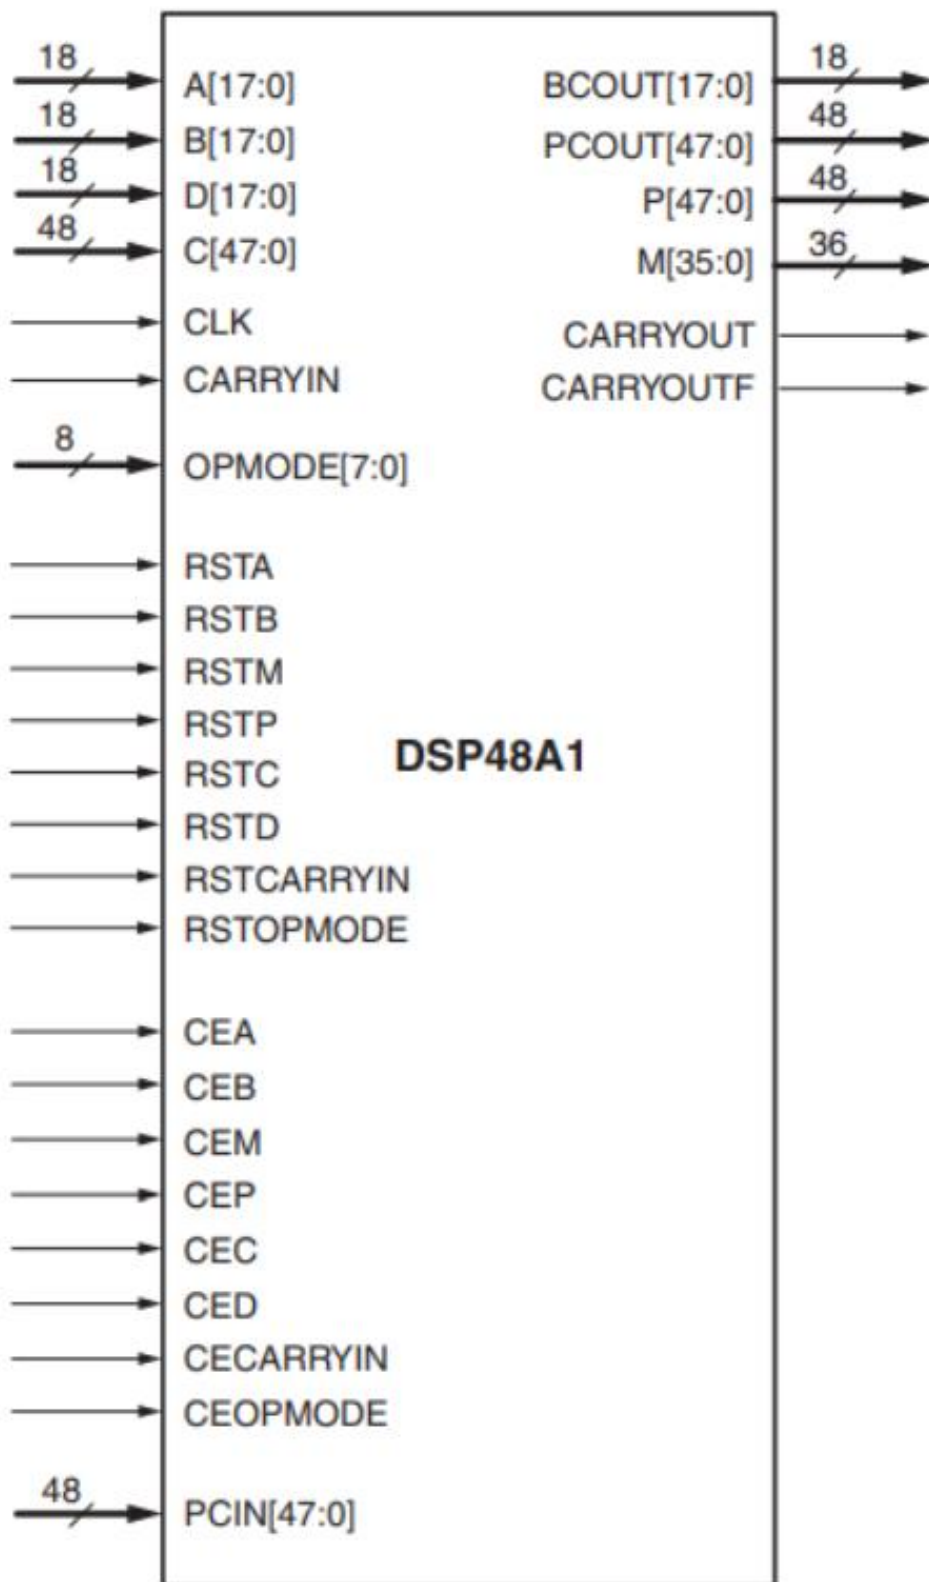 18 A[17:0] BCOUT[17:0] 18
18 B[17:0] PCOUT[47:0] 48
18 D[17:0] P[47:0] 48
48 C[47:0] M[35:0] 36
CLK CARRYOUT
CARRYIN CARRYOUTF
8 OPMODE[7:0]
RSTA
RSTB
RSTM
RSTP
DSP48A1
RSTC
RSTD
RSTCARRYIN
RSTOPMODE
CEA
CEB
CEM
CEP
CEC
CED
CECARRYIN
CEOPMODE
48 PCIN[47:0]